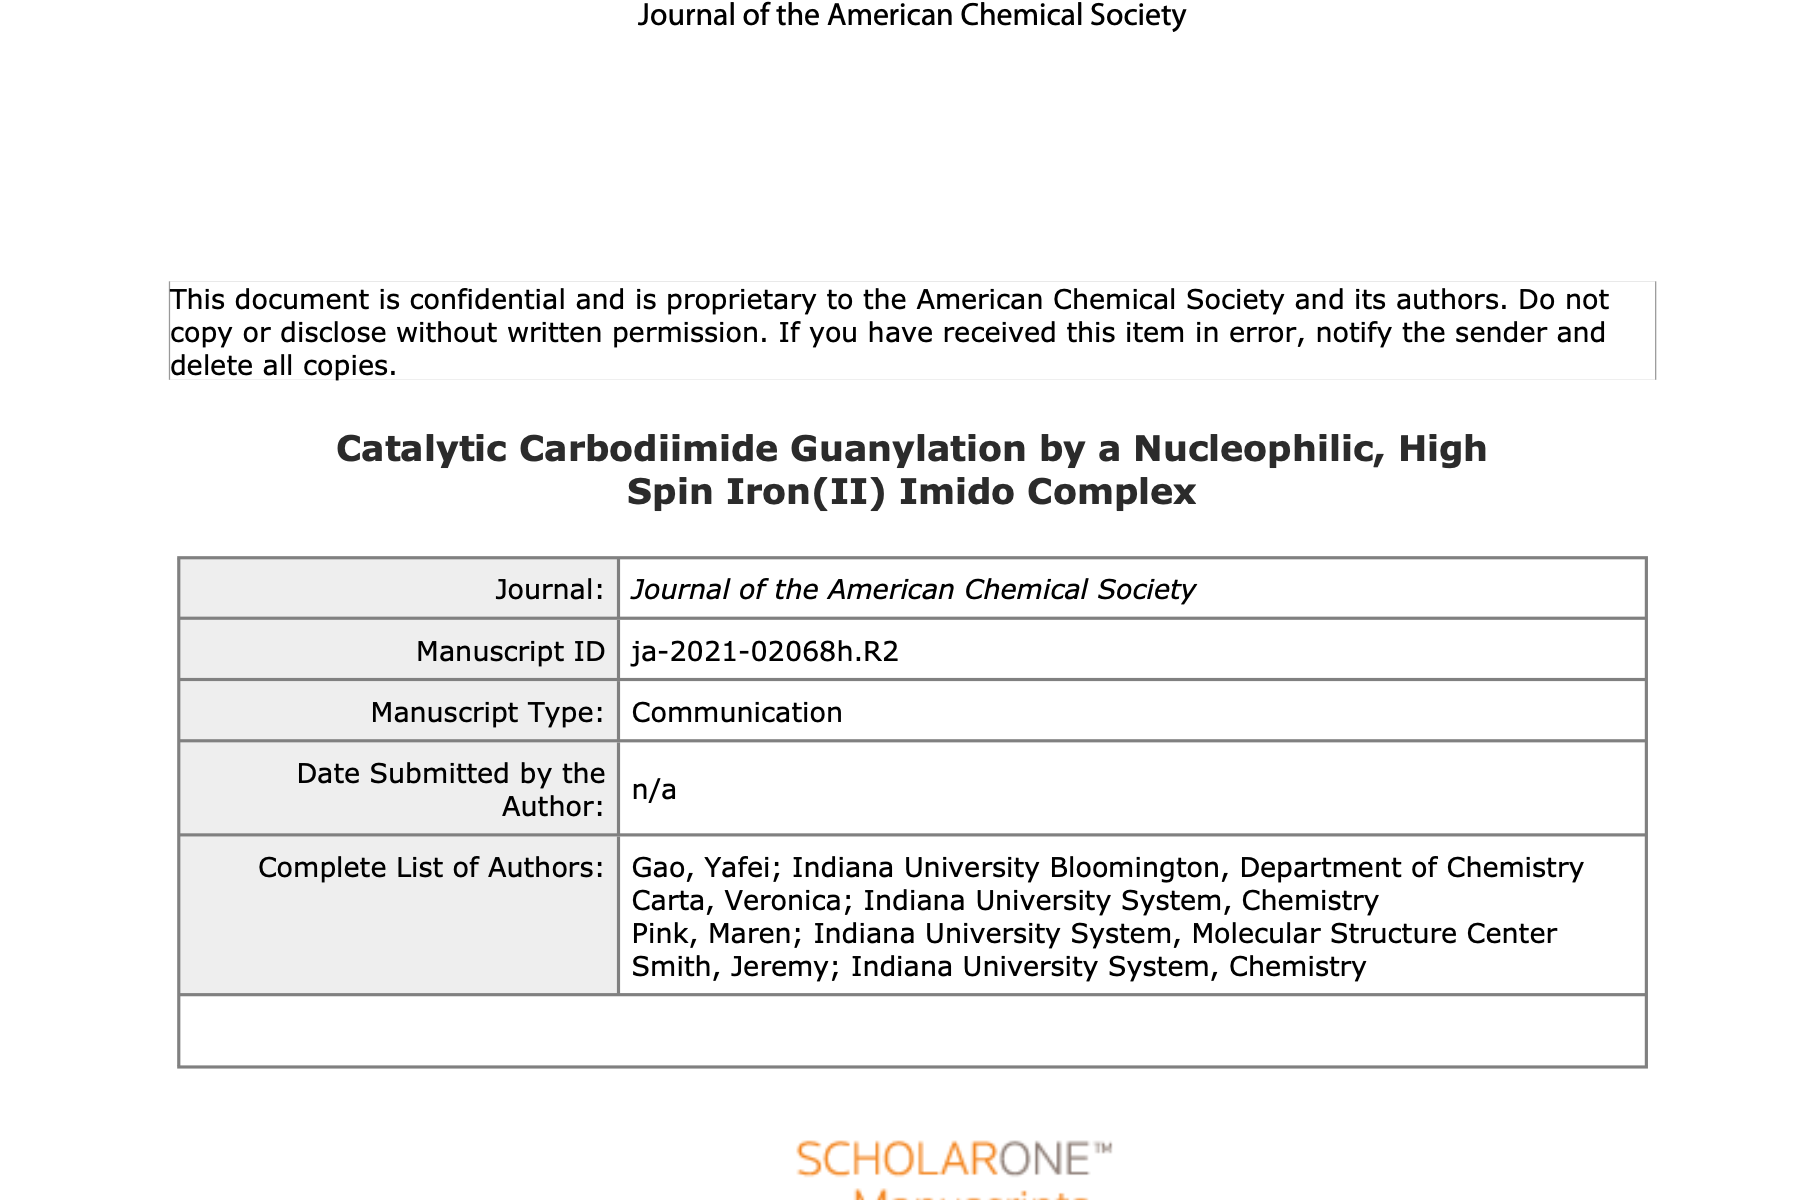 Journal of the American Chemical Society
This document is confidential and is proprietary to the American Chemical Society and its authors. Do not
copy or disclose without written permission. If you have received this item in error, notify the sender and
delete all copies.
Catalytic Carbodiimide Guanylation by a Nucleophilic, High
Spin Iron(II) Imido Complex
Journal: Journal of the American Chemical Society
Manuscript ID ja-2021-02068h.R2
Manuscript Type: Communication
Date Submitted by the
Author: n/a
Complete List of Authors: Gao, Yafei; Indiana University Bloomington, Department of Chemistry
Carta, Veronica; Indiana University System, Chemistry
Pink, Maren; Indiana University System, Molecular Structure Center
Smith, Jeremy; Indiana University System, Chemistry
SCHOLARONE™
Manuscripts